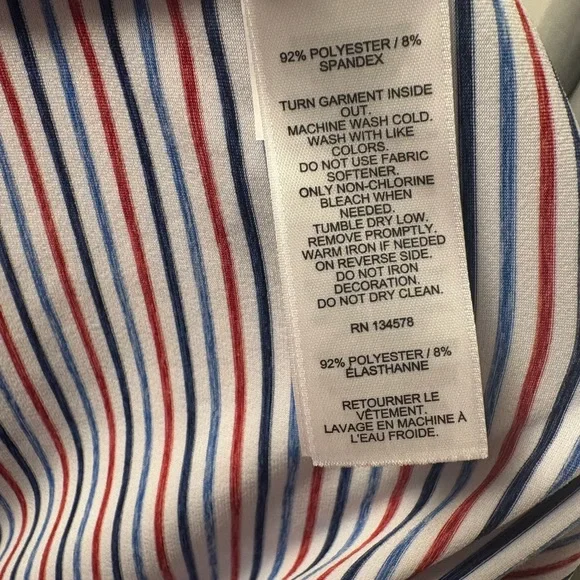 92% POLYESTER / 8%
SPANDEX
TURN GARMENT INSIDE
OUT.
MACHINE WASH COLD.
WASH WITH LIKE
COLORS.
DO NOT USE FABRIC
SOFTENER.
ONLY NON-CHLORINE
BLEACH WHEN
NEEDED.
TUMBLE DRY LOW.
REMOVE PROMPTLY.
WARM IRON IF NEEDED
ON REVERSE SIDE.
DO NOT IRON
DECORATION.
DO NOT DRY CLEAN.
RN 134578
92% POLYESTER / 8%
ÉLASTHANNE
RETOURNER LE
VÊTEMENT.
LAVAGE EN MACHINE À
L'EAU FROIDE.